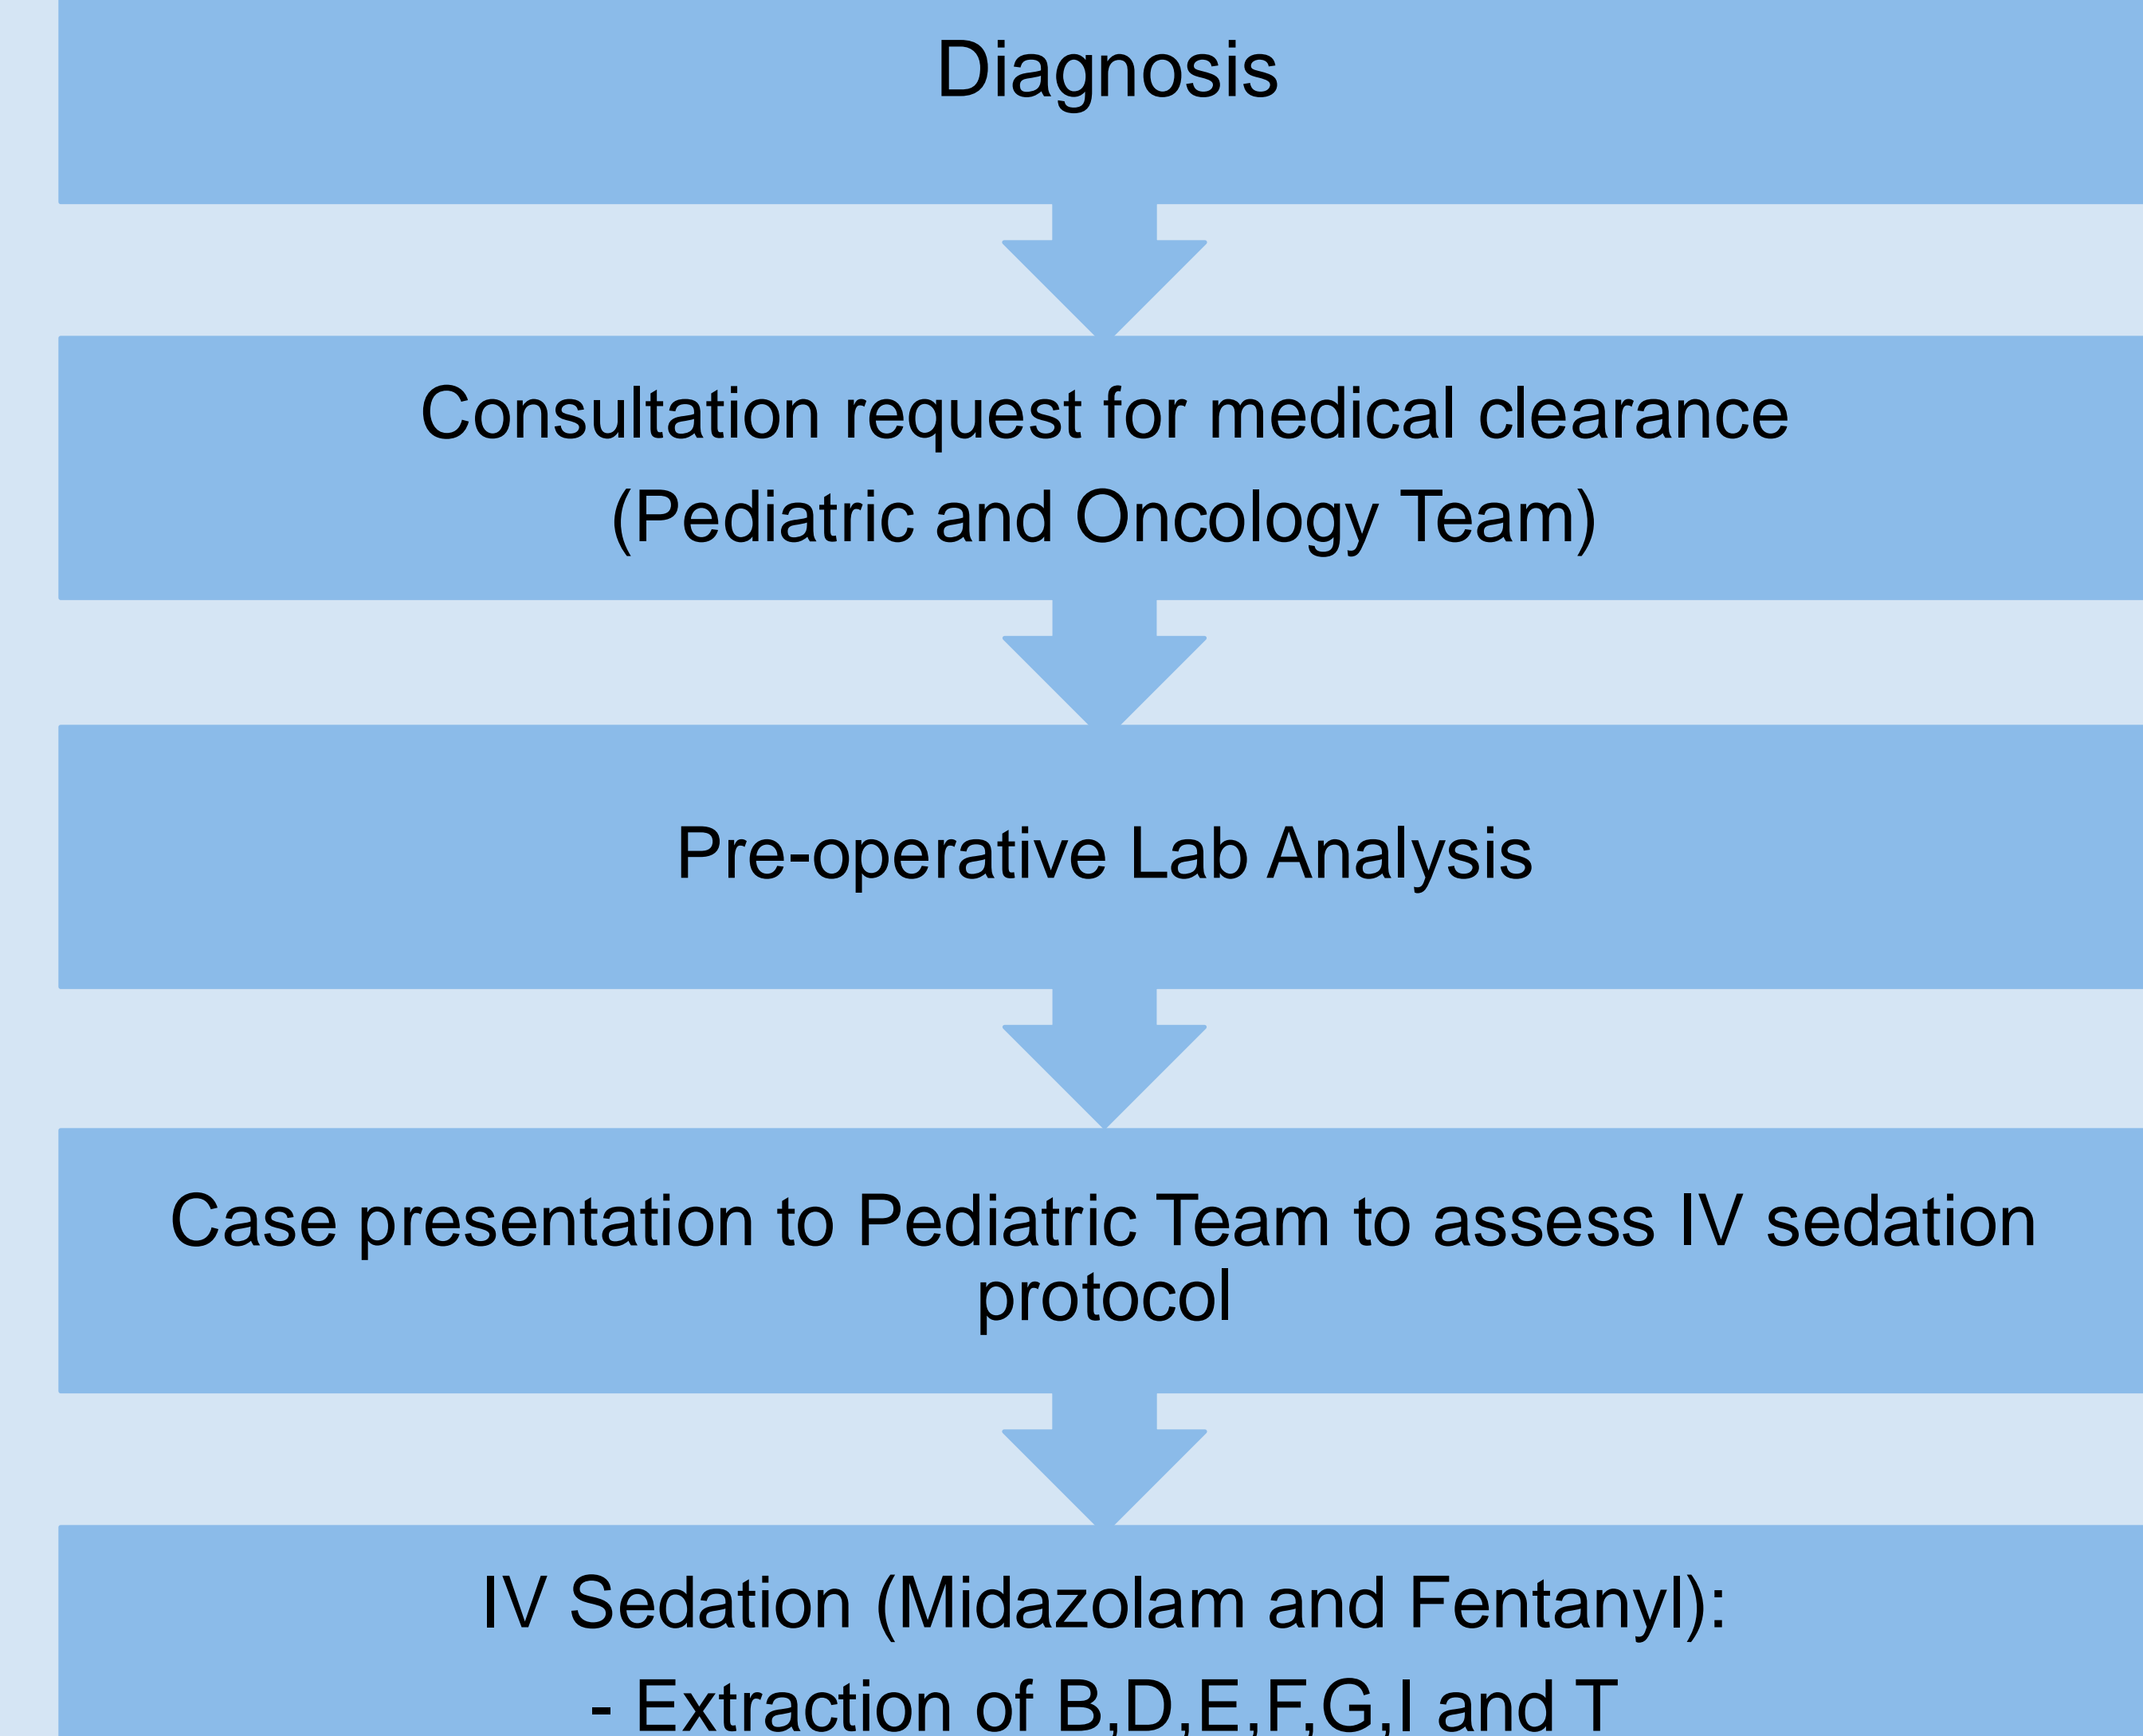 Diagnosis
Consultation request for medical clearance
(Pediatric and Oncology Team)
Pre-operative Lab Analysis
Case presentation to Pediatric Team to assess IV sedation
protocol
IV Sedation (Midazolam and Fentanyl):
- Extraction of B,D,E,F,G,I and T